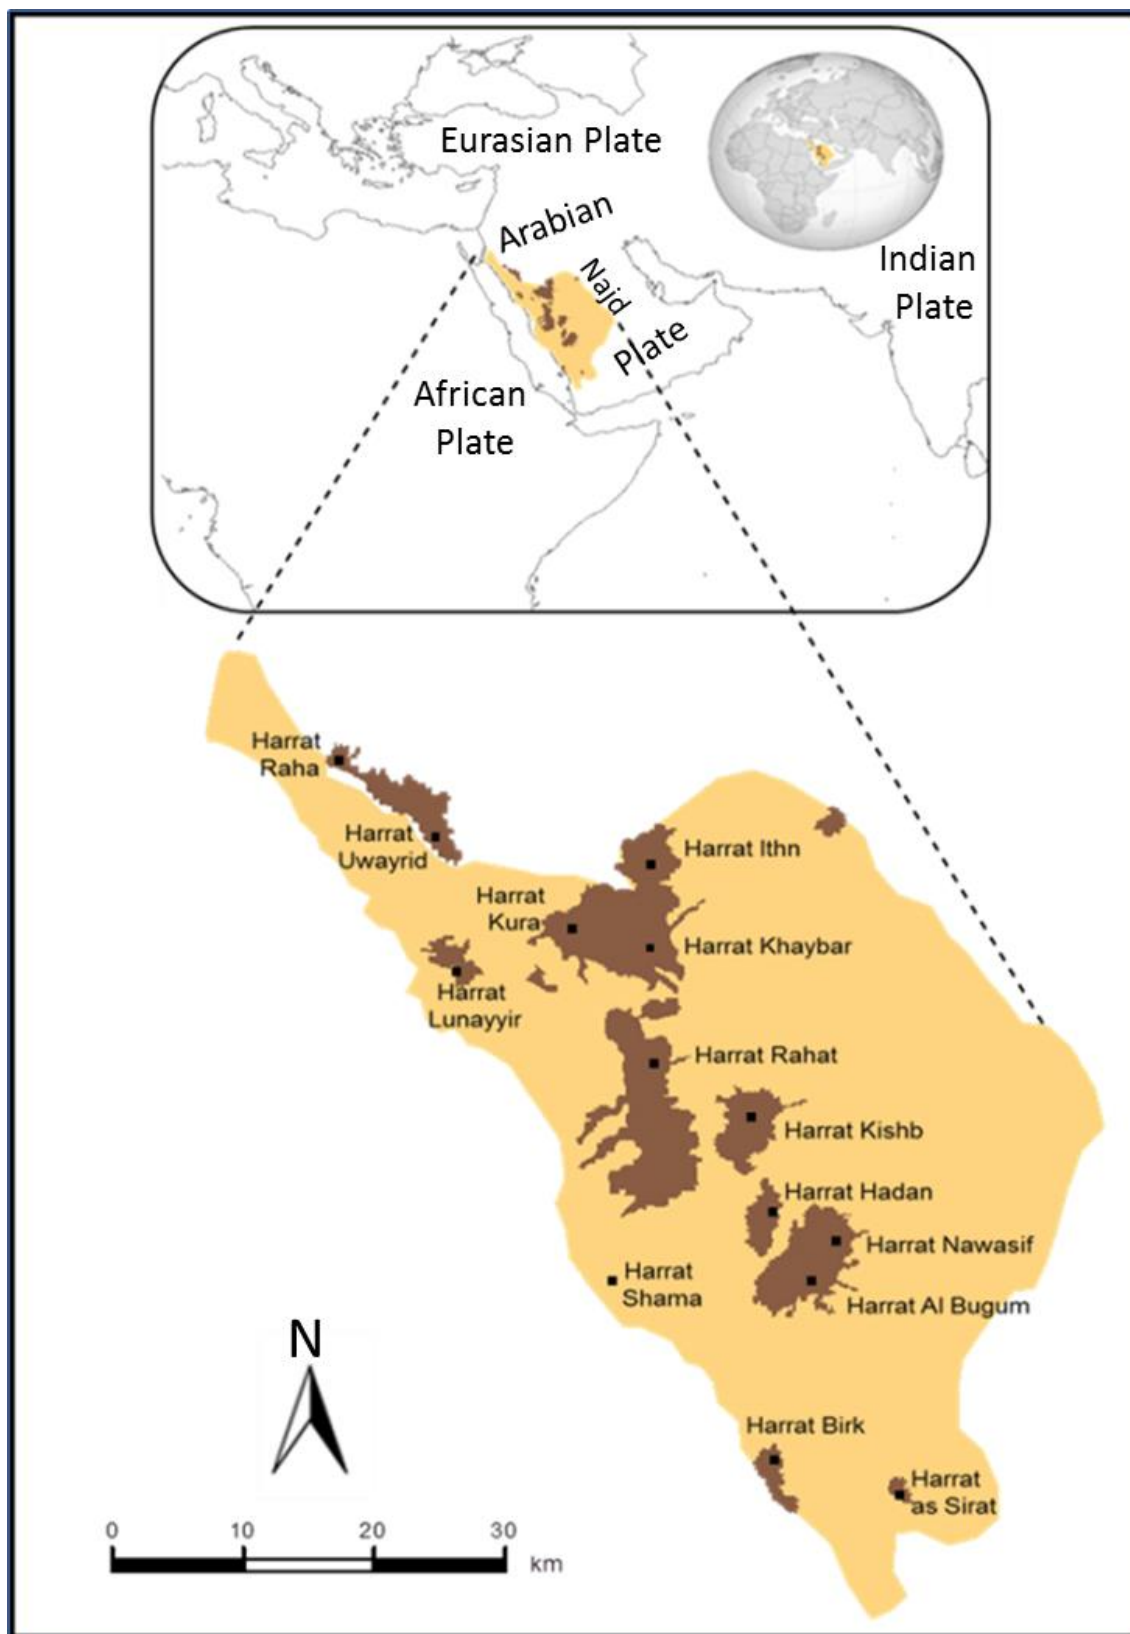 Eurasian Plate
Arabian
Najd
Plate
Indian
Plate
African
Plate
Harrat
Raha
Harrat
Uwayrid
Harrat Ithn
Harrat
Kura
Harrat Khaybar
Harrat
Lunayyir
Harrat Rahat
Harrat Kishb
Harrat Hadan
Harrat Nawasif
Harrat
Shama
Harrat Al Bugum
N
Harrat Birk
Harrat
as Sirat
0 10 20 30
km